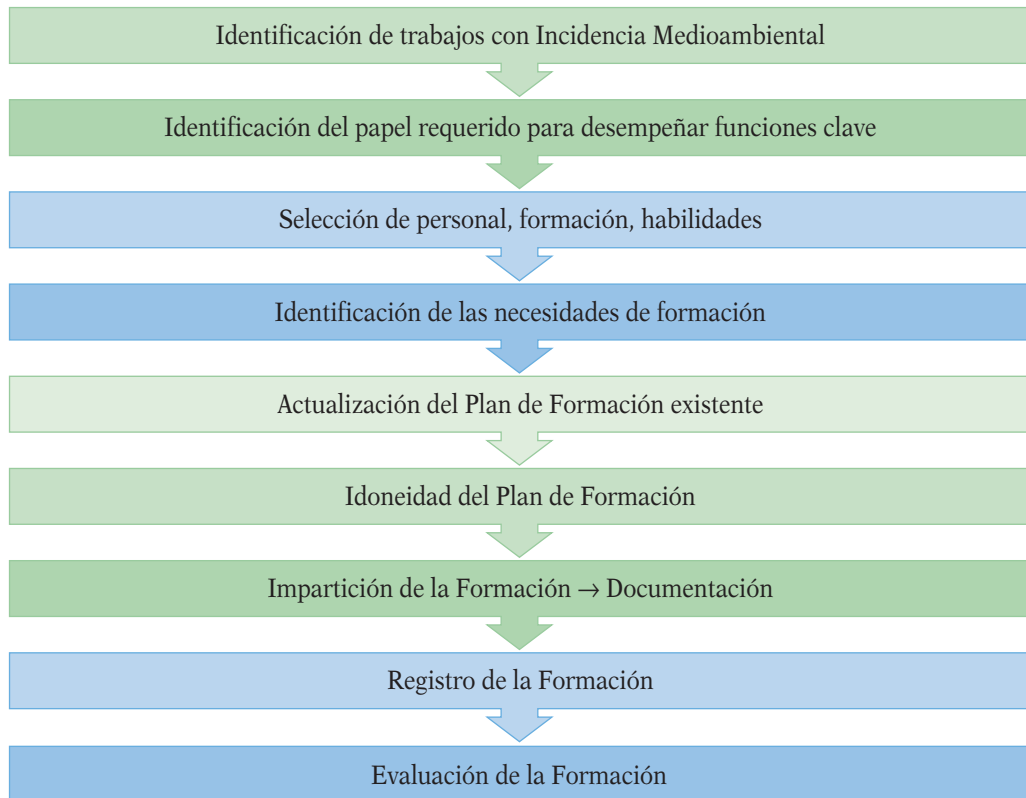 Identificación de trabajos con Incidencia Medioambiental
Identificación del papel requerido para desempeñar funciones clave
Selección de personal, formación, habilidades
Identificación de las necesidades de formación
Actualización del Plan de Formación existente
Idoneidad del Plan de Formación
Impartición de la Formación → Documentación
Registro de la Formación
Evaluación de la Formación